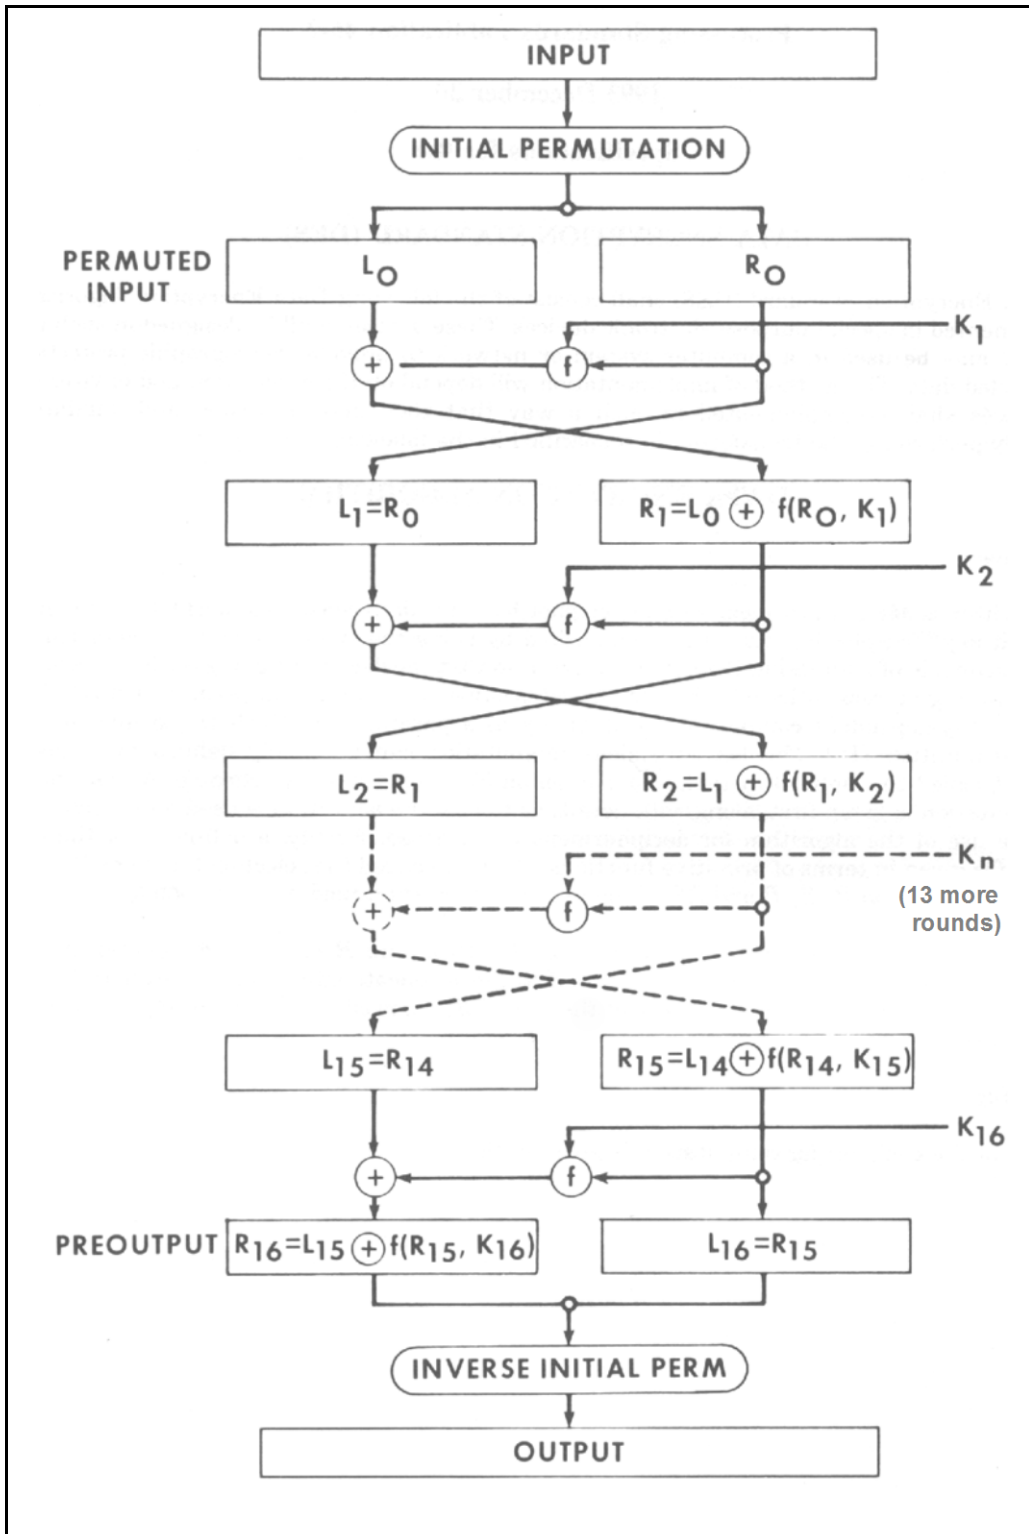 INPUT
INITIAL PERMUTATION
PERMUTED
INPUT
L0
R0
K1
+
f
L1=R0
R1=L0 + f(R0, K1)
K2
+
f
L2=R1
R2=L1 + f(R1, K2)
Kn
(13 more
rounds)
+
f
L15=R14
R15=L14 + f(R14, K15)
K16
+
f
PREOUTPUT
R16=L15 + f(R15, K16)
L16=R15
INVERSE INITIAL PERM
OUTPUT